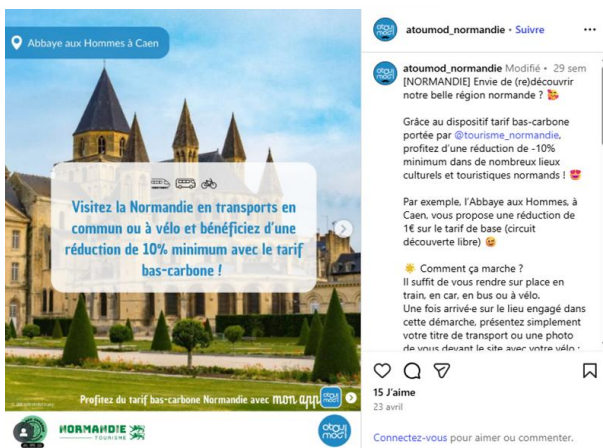 Abbaye aux Hommes à Caen
Visitez la Normandie en transports en
commun ou à vélo et bénéficiez d'une
réduction de 10% minimum avec le tarif
bas-carbone !
Profitez du tarif bas-carbone Normandie avec mon app
atoumod
NORMANDIE
TOURISME
atoumod
atoumod_normandie • Suivre
atoumod_normandie Modifié • 29 sem
[NORMANDIE] Envie de (re)découvrir
notre belle région normande ? 🥰
Grâce au dispositif tarif bas-carbone
portée par @tourisme_normandie,
profitez d'une réduction de -10%
minimum dans de nombreux lieux
culturels et touristiques normands ! 😍
Par exemple, l'Abbaye aux Hommes, à
Caen, vous propose une réduction de
1€ sur le tarif de base (circuit
découverte libre) 😉
☀️ Comment ça marche ?
Il suffit de vous rendre sur place en
train, en car, en bus ou à vélo.
Une fois arrivé·e sur le lieu engagé dans
cette démarche, présentez simplement
votre titre de transport ou une photo
de vous devant le site avec votre vélo :
15 J'aime
23 avril
Connectez-vous pour aimer ou commenter.